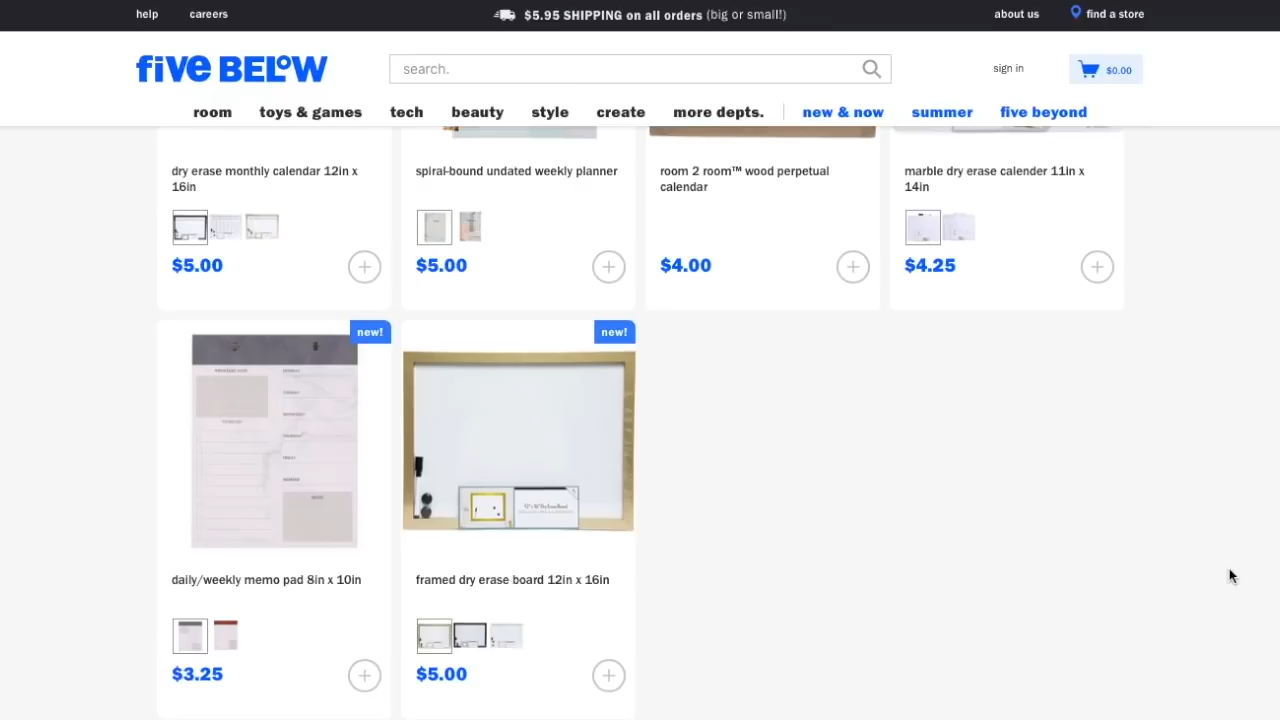 help careers $5.95 SHIPPING on all orders (big or small!) about us find a store
five BELOW search. sign in $0.00
room toys & games tech beauty style create more depts. new & now summer five beyond
dry erase monthly calendar 12in x
16in
$5.00
spiral-bound undated weekly planner
$5.00
room 2 room™ wood perpetual
calendar
$4.00
marble dry erase calender 11in x
14in
$4.25
new!
daily/weekly memo pad 8in x 10in
$3.25
new!
framed dry erase board 12in x 16in
$5.00